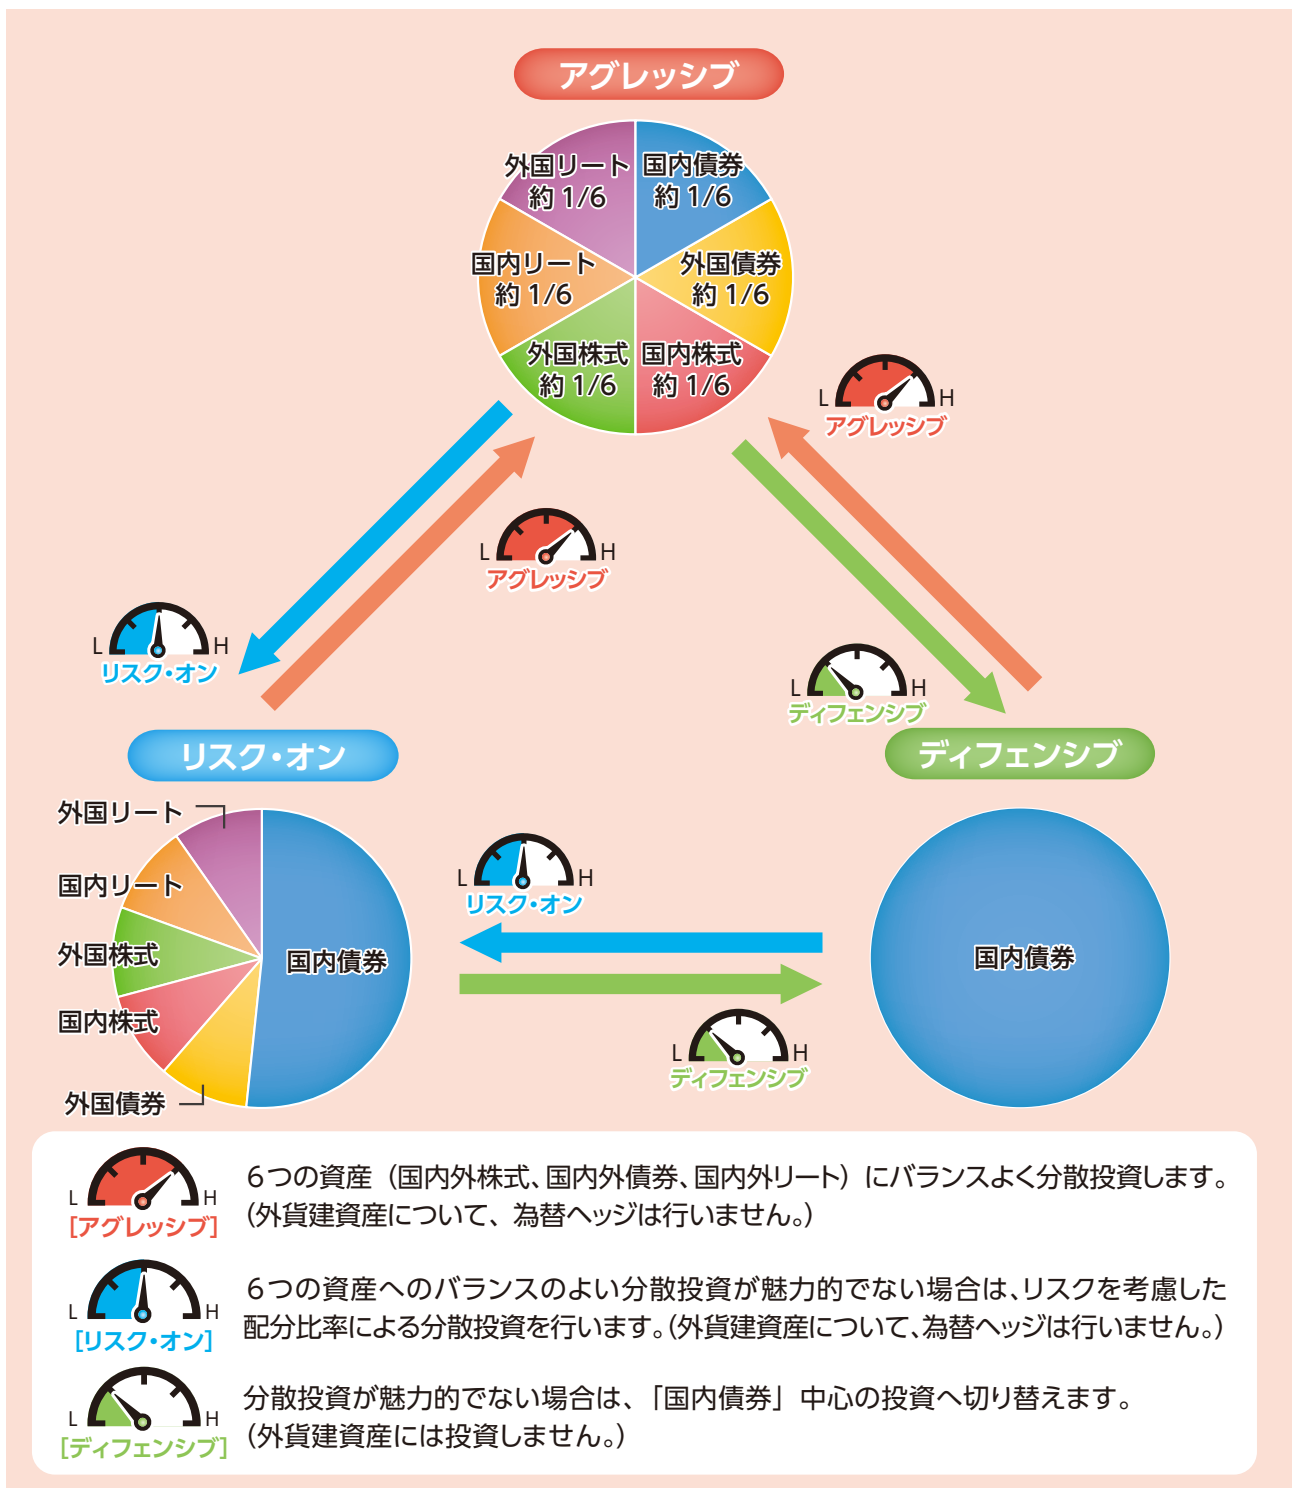 アグレッシブ
外国リート
約 1/6
国内債券
約 1/6
国内リート
約 1/6
外国債券
約 1/6
外国株式
約 1/6
国内株式
約 1/6
L H
アグレッシブ
L H
アグレッシブ
L H
リスク・オン
L H
ディフェンシブ
リスク・オン
ディフェンシブ
外国リート
国内リート
外国株式
国内株式
外国債券
国内債券
L H
リスク・オン
国内債券
L H
ディフェンシブ
L H
[アグレッシブ]
6つの資産（国内外株式、国内外債券、国内外リート）にバランスよく分散投資します。
（外貨建資産について、為替ヘッジは行いません。）
L H
[リスク・オン]
6つの資産へのバランスのよい分散投資が魅力的でない場合は、リスクを考慮した
配分比率による分散投資を行います。（外貨建資産について、為替ヘッジは行いません。）
L H
[ディフェンシブ]
分散投資が魅力的でない場合は、「国内債券」中心の投資へ切り替えます。
（外貨建資産には投資しません。）